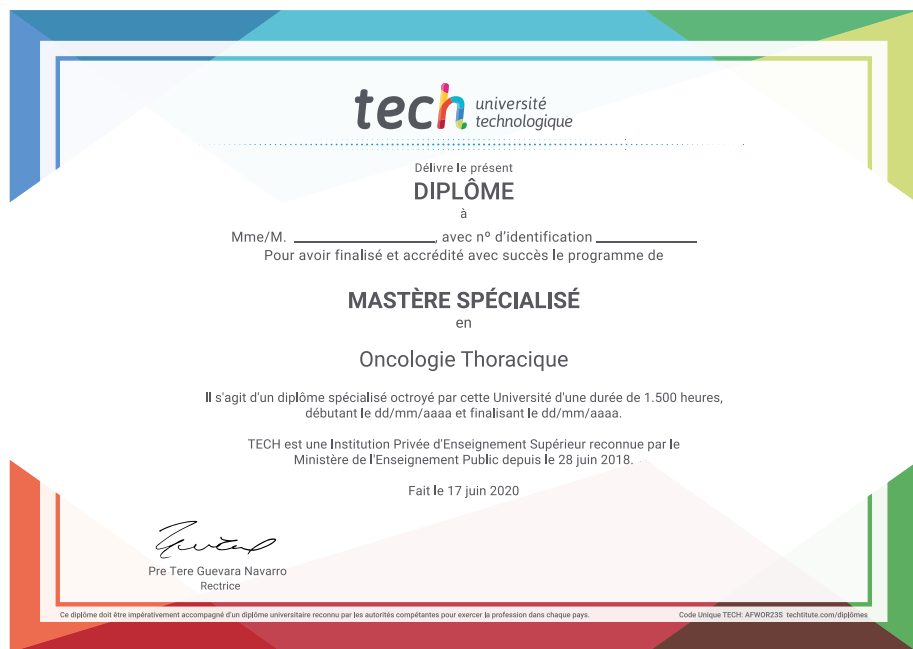 tech université
technologique
Délivre le présent
DIPLÔME
à
Mme/M. ____________, avec nº d'identification ____________
Pour avoir finalisé et accrédité avec succès le programme de
MASTÈRE SPÉCIALISÉ
en
Oncologie Thoracique
Il s'agit d'un diplôme spécialisé octroyé par cette Université d'une durée de 1.500 heures,
débutant le dd/mm/aaaa et finalisant le dd/mm/aaaa.
TECH est une Institution Privée d'Enseignement Supérieur reconnue par le
Ministère de l'Enseignement Public depuis le 28 juin 2018.
Fait le 17 juin 2020
Pre Tere Guevara Navarro
Rectrice
Ce diplôme doit être impérativement accompagné d'un diplôme universitaire reconnu par les autorités compétantes pour exercer la profession dans chaque pays.
Code Unique TECH: AFWOR23S techtitute.com/diplômes